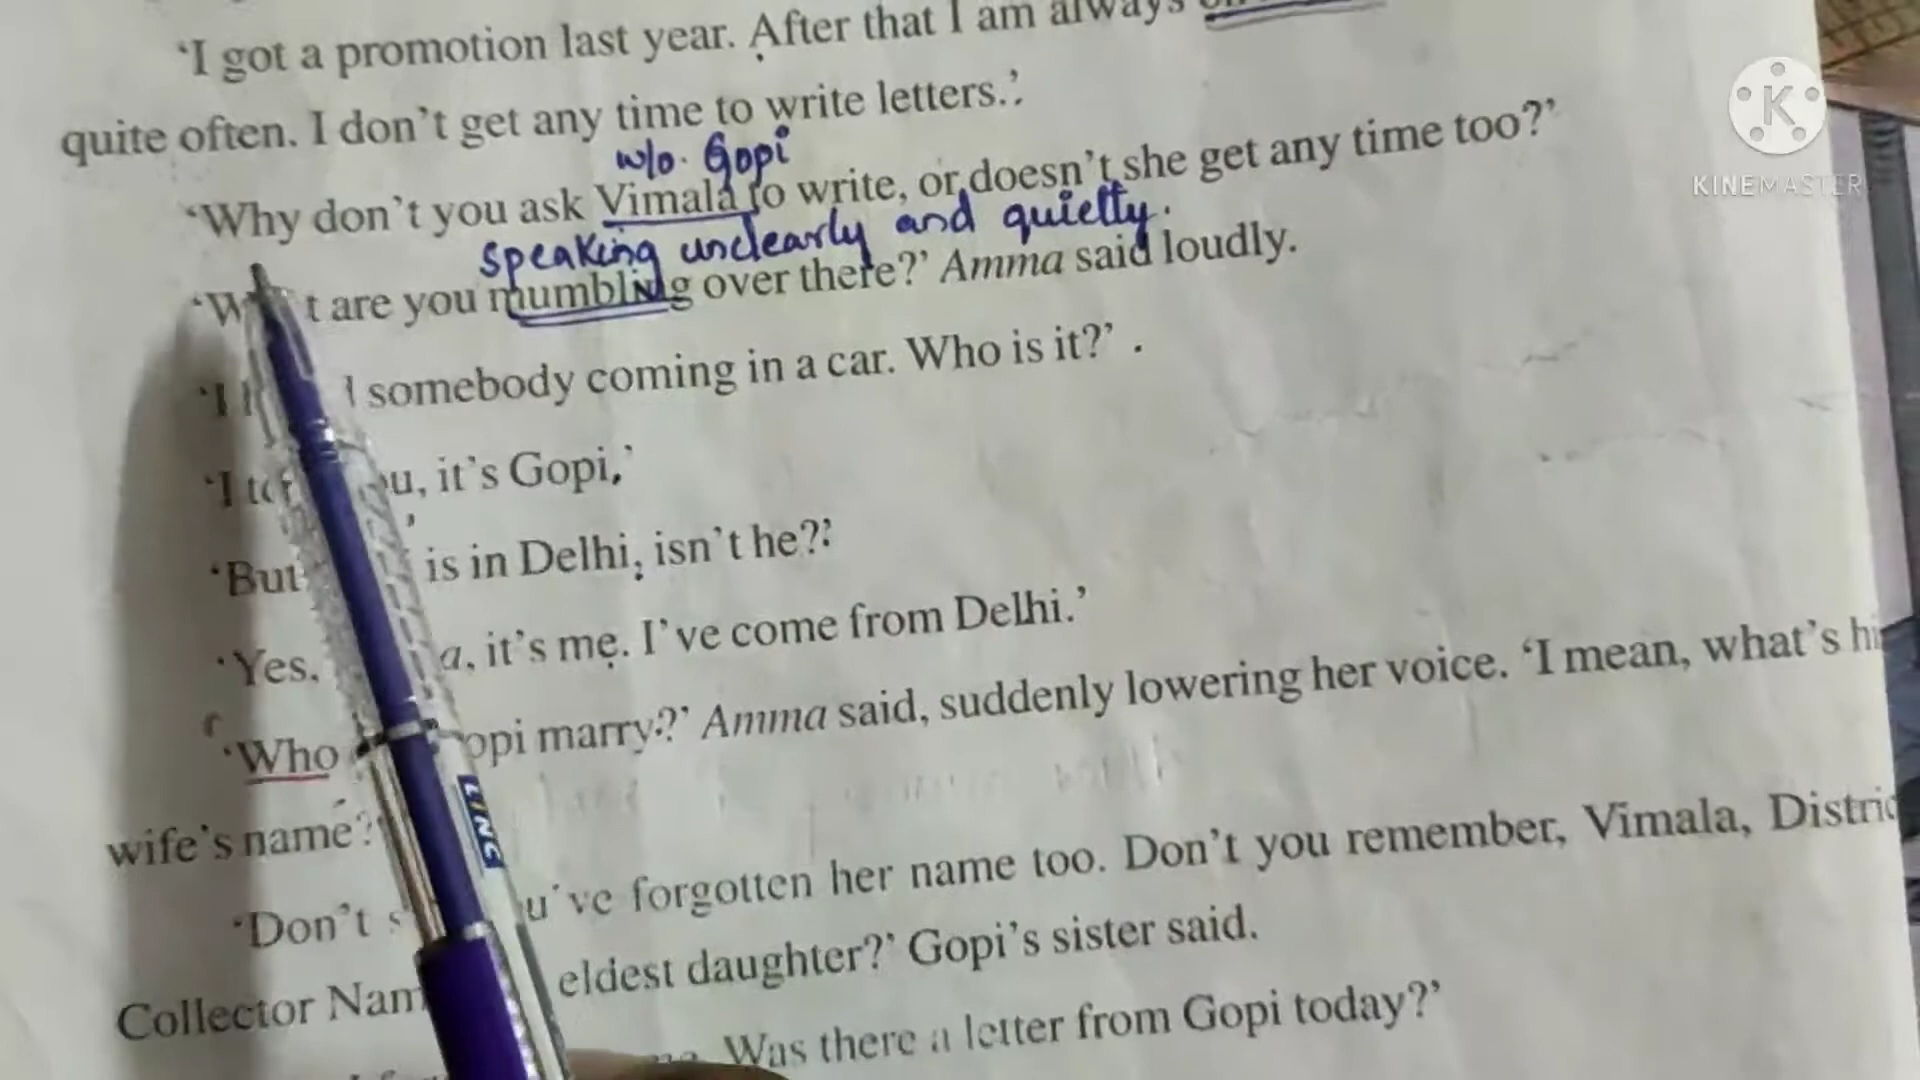 'I got a promotion last year. After that I am always
quite often. I don't get any time to write letters.'
w/o. Gopi
'Why don't you ask Vimala to write, or doesn't she get any time too?'
speaking unclearly and quietly.
are you mumbling over there?' Amma said loudly.
'I somebody coming in a car. Who is it?'
'I it's Gopi,'
'But is in Delhi, isn't he?'
'Yes, it's me. I've come from Delhi.'
'Who marry?' Amma said, suddenly lowering her voice. 'I mean, what's
wife's name?
'Don't forgotten her name too. Don't you remember, Vimala,
Collector eldest daughter?' Gopi's sister said.
Was there a letter from Gopi today?'
LINC
K
KINEMASTER